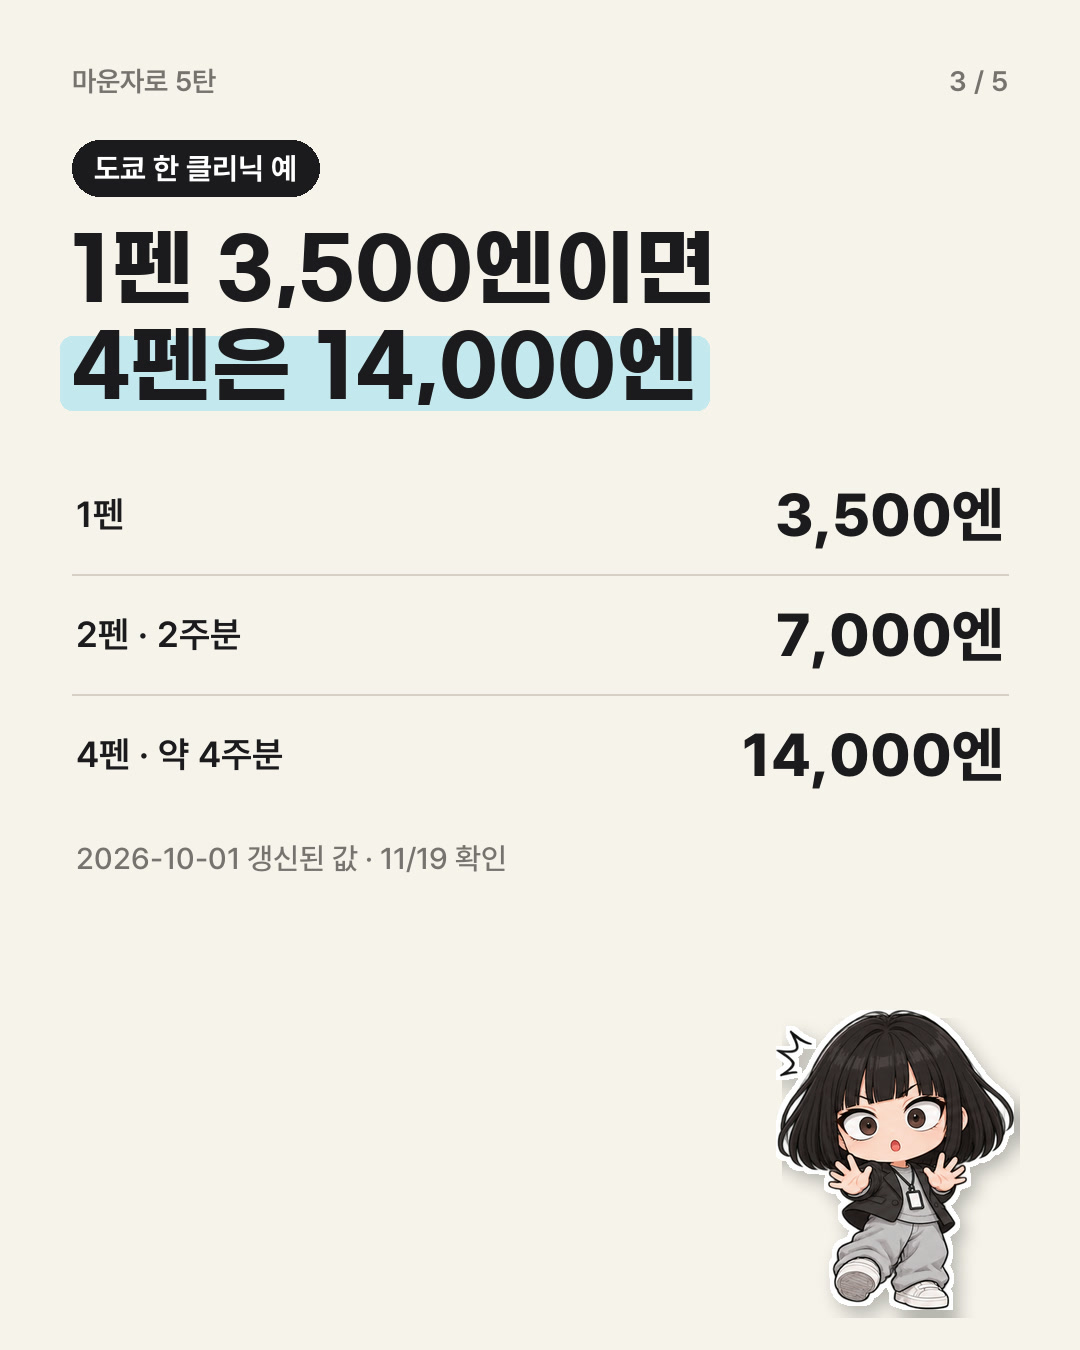 마운자로 5탄
3 / 5
도쿄 한 클리닉 예
1펜 3,500엔이면
4펜은 14,000엔
1펜
3,500엔
2펜 · 2주분
7,000엔
4펜 · 약 4주분
14,000엔
2026-10-01 갱신된 값 · 11/19 확인